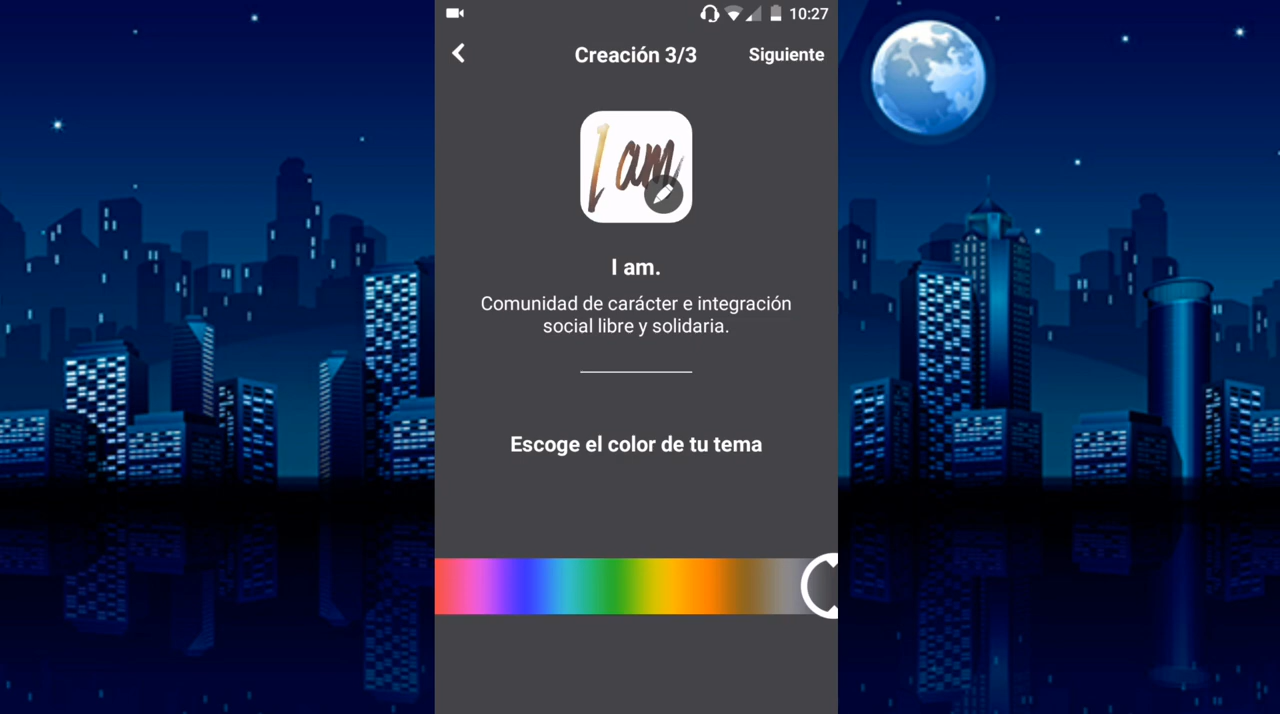 10:27
Creación 3/3
Siguiente
I am
I am.
Comunidad de carácter e integración
social libre y solidaria.
Escoge el color de tu tema